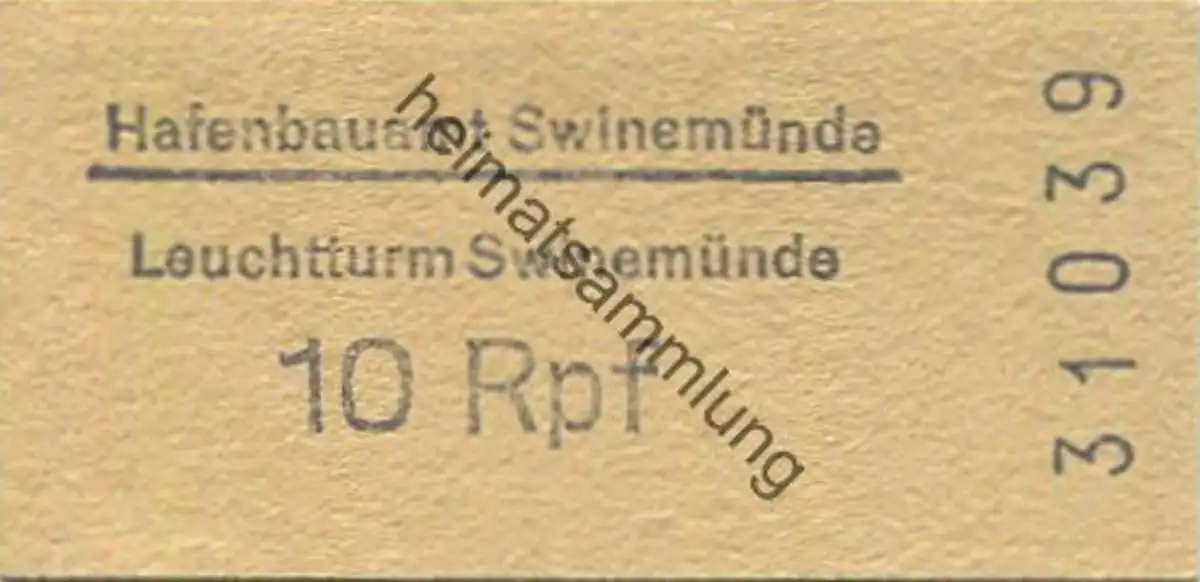 Hafenbauamt Swinemünde
Leuchtturm Swinemünde
10 Rpf
31039
heimatsammlung